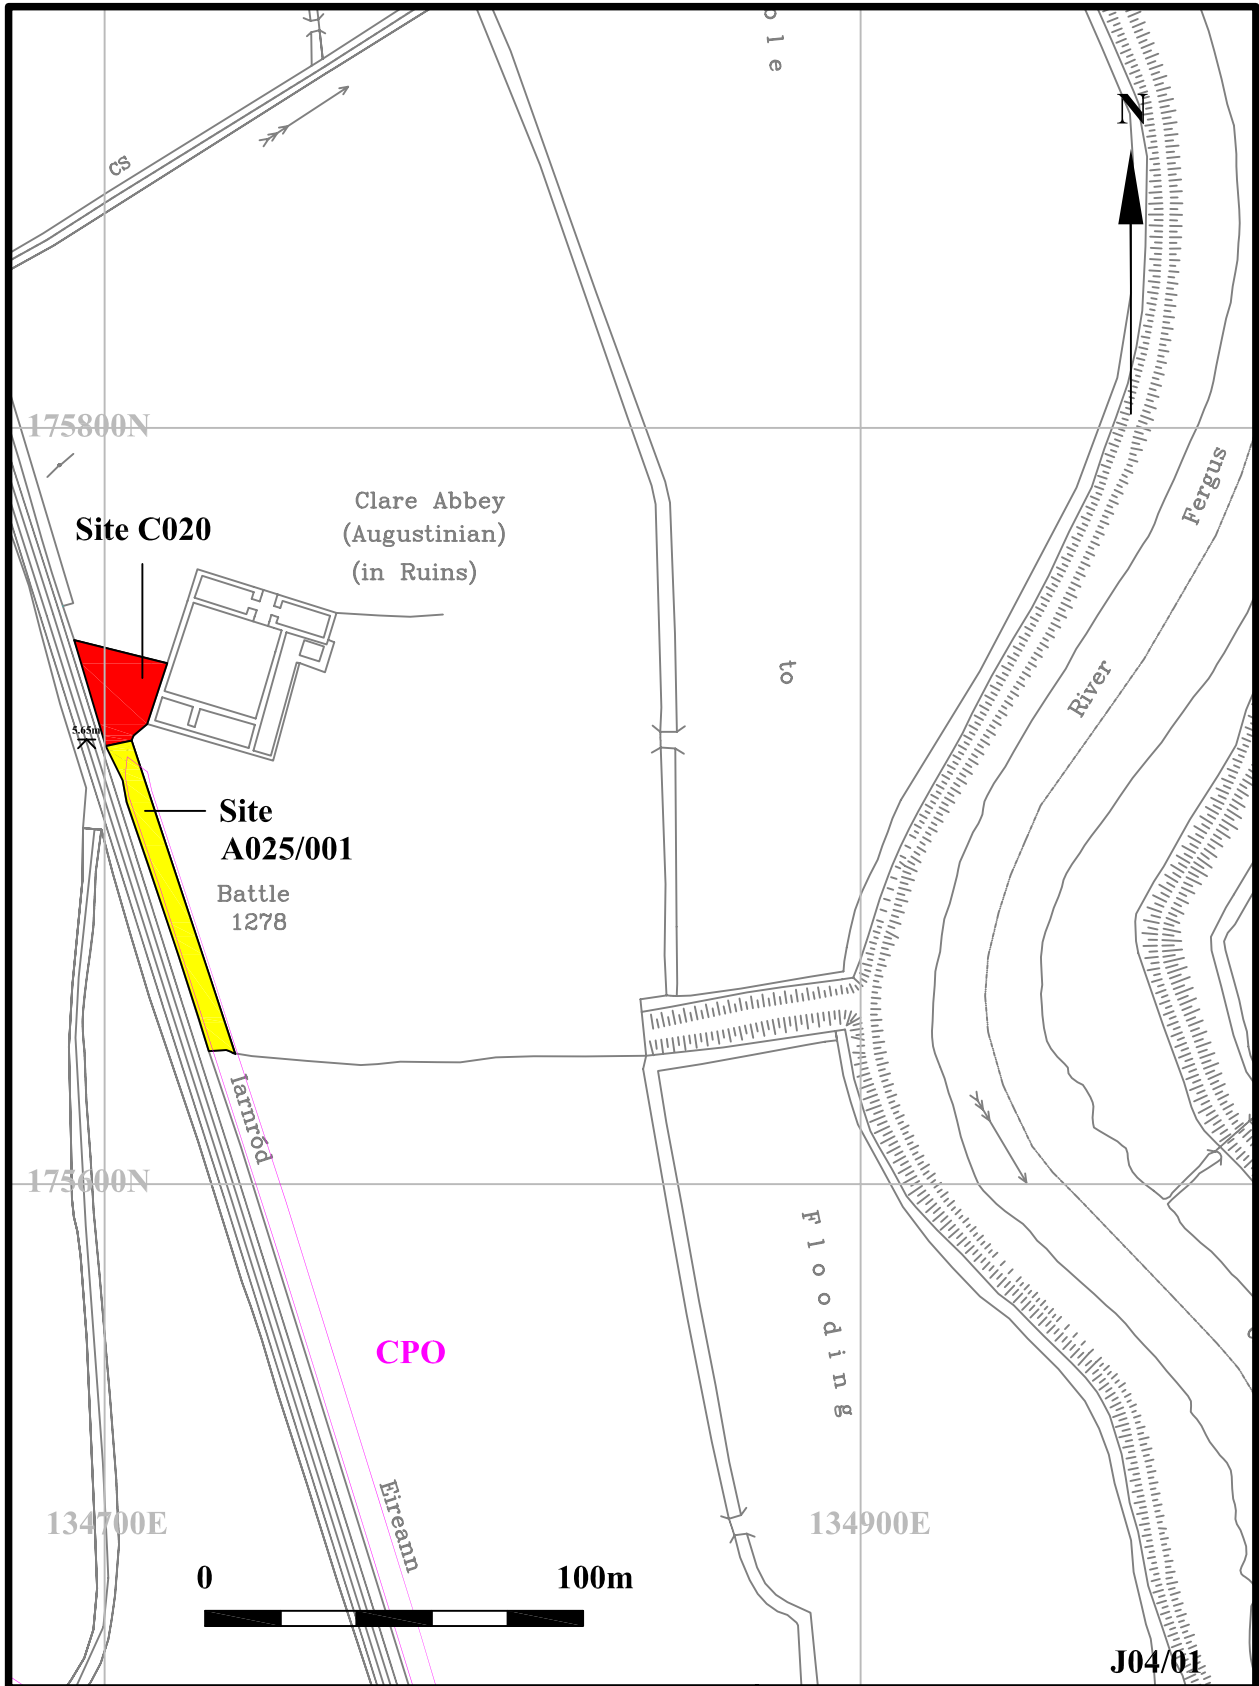 ole
N
CS
175800N
Fergus
Clare Abbey
(Augustinian)
(in Ruins)
Site C020
to
River
5.65m
Site
A025/001
Battle
1278
Iarnród
175600N
Flooding
CPO
Eireann
134700E
134900E
0 100m
J04/01